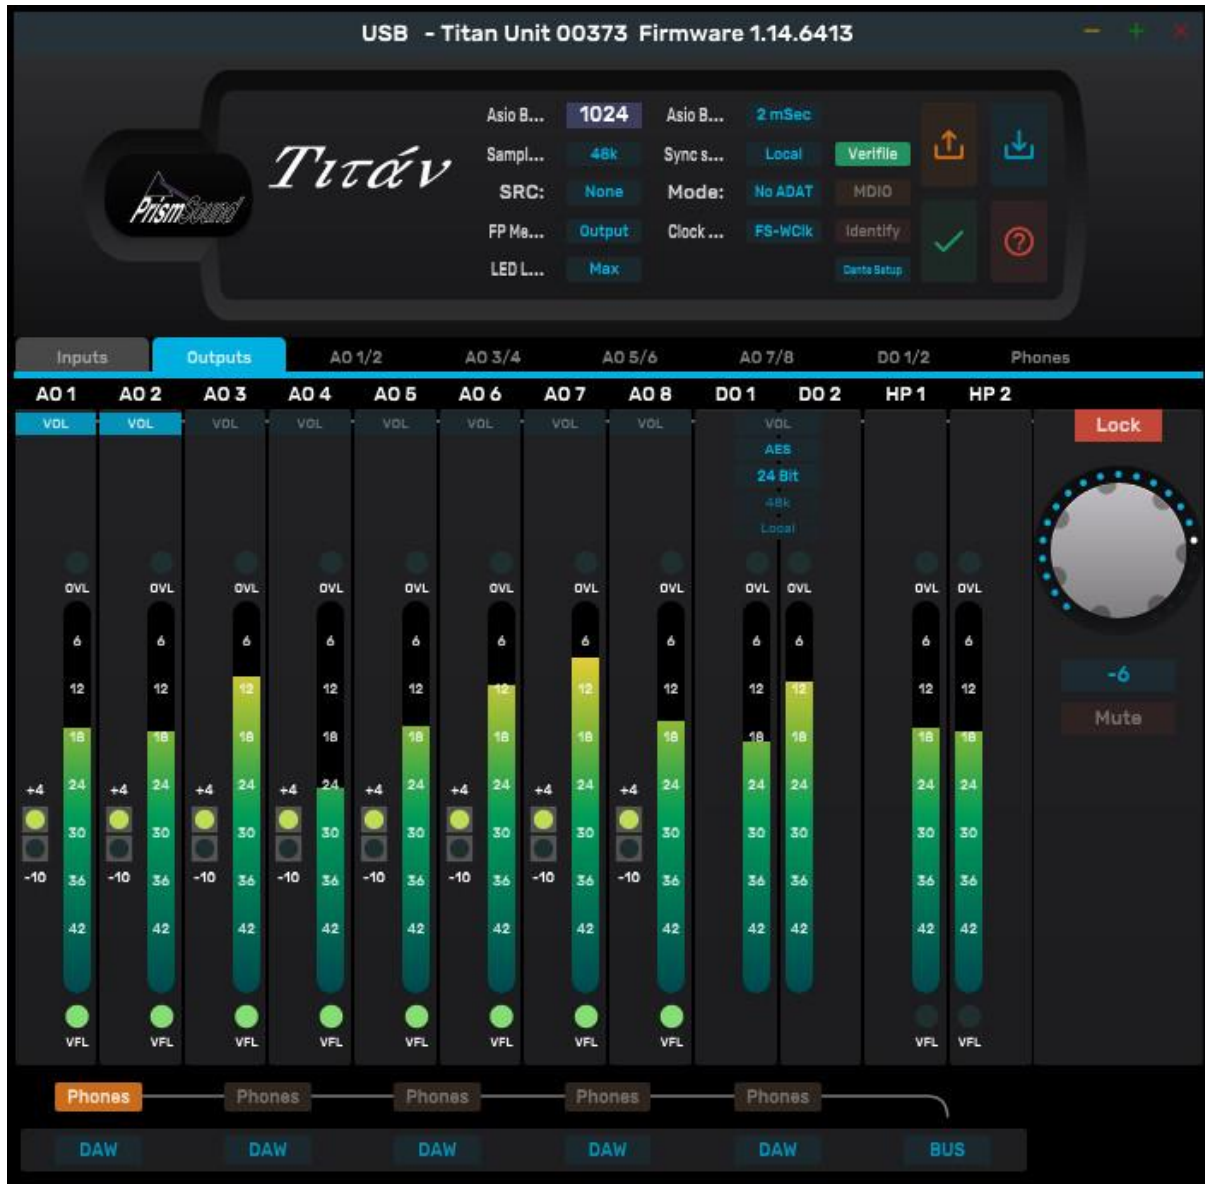 USB - Titan Unit 00373 Firmware 1.14.6413
Asio B... 1024 Asio B... 2 mSec
Sampl... 48k Sync s... Local Verifile
SRC: None Mode: No ADAT MDIO
FP Me... Output Clock ... FS-WClk Identify
LED L... Max Dante Setup
Τιτάν
PrismSound
Inputs Outputs AO 1/2 AO 3/4 AO 5/6 AO 7/8 DO 1/2 Phones
AO 1 AO 2 AO 3 AO 4 AO 5 AO 6 AO 7 AO 8 DO 1 DO 2 HP 1 HP 2
VOL VOL VOL VOL VOL VOL VOL VOL VOL Lock
AES
24 Bit
48k
Local
OVL OVL OVL OVL OVL OVL OVL OVL OVL OVL OVL OVL
6 6 6 6 6 6 6 6 6 6 6 6
-6
12 12 12 12 12 12 12 12 12 12 12 12
Mute
18 18 18 18 18 18 18 18 18 18 18 18
+4 24 +4 24 +4 24 +4 24 +4 24 +4 24 +4 24 +4 24 24 24 24 24
30 30 30 30 30 30 30 30 30 30 30 30
-10 36 -10 36 -10 36 -10 36 -10 36 -10 36 -10 36 -10 36 36 36 36 36
42 42 42 42 42 42 42 42 42 42 42 42
VFL VFL VFL VFL VFL VFL VFL VFL VFL VFL
Phones Phones Phones Phones Phones
DAW DAW DAW DAW DAW BUS